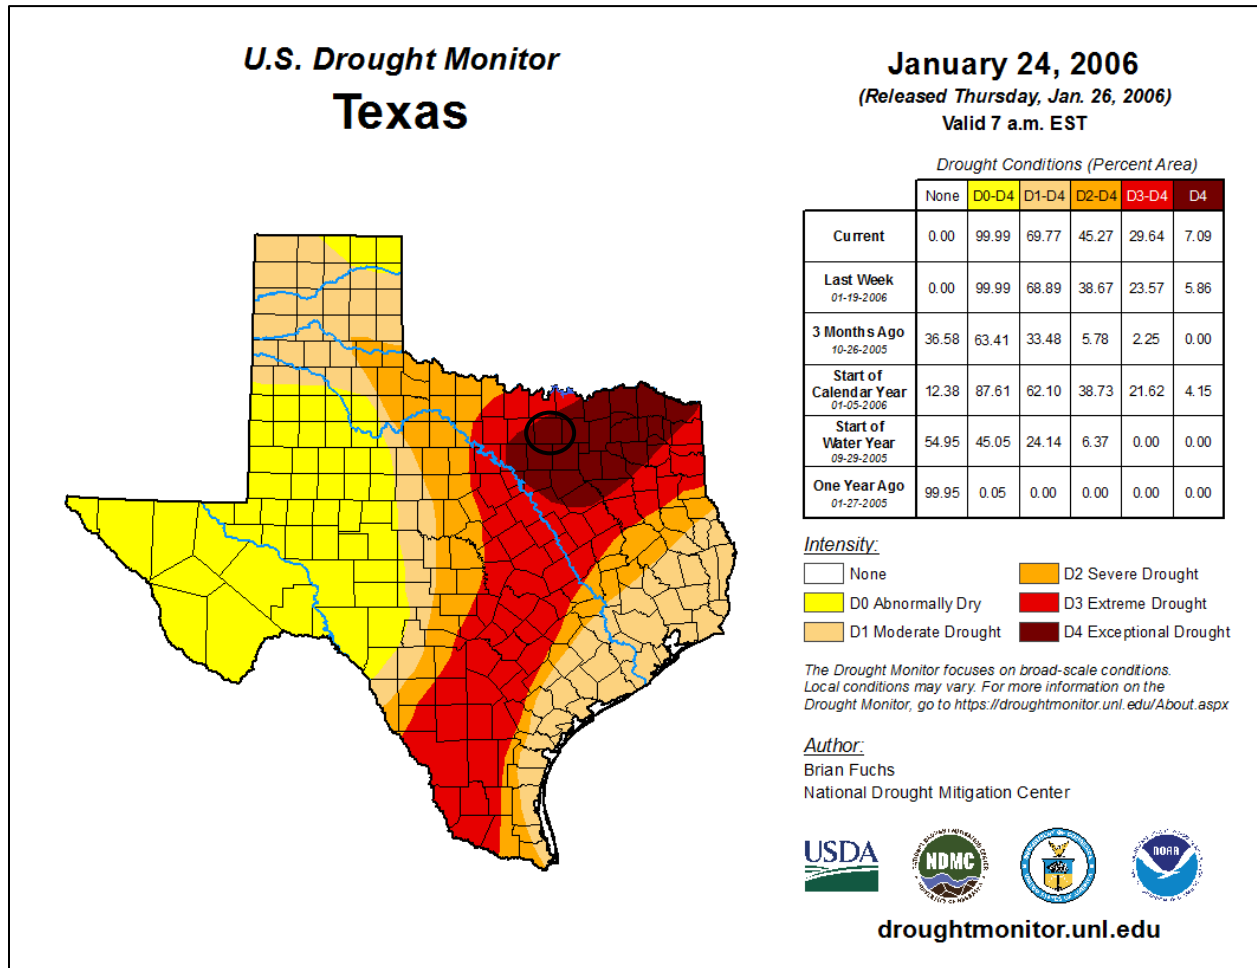 U.S. Drought Monitor
Texas
January 24, 2006
(Released Thursday, Jan. 26, 2006)
Valid 7 a.m. EST
Drought Conditions (Percent Area)
None D0-D4 D1-D4 D2-D4 D3-D4 D4
Current 0.00 99.99 69.77 45.27 29.64 7.09
Last Week
01-19-2006 0.00 99.99 68.89 38.67 23.57 5.86
3 Months Ago
10-26-2005 36.58 63.41 33.48 5.78 2.25 0.00
Start of
Calendar Year
01-05-2006 12.38 87.61 62.10 38.73 21.62 4.15
Start of
Water Year
09-29-2005 54.95 45.05 24.14 6.37 0.00 0.00
One Year Ago
01-27-2005 99.95 0.05 0.00 0.00 0.00 0.00
Intensity:
None
D0 Abnormally Dry
D1 Moderate Drought
D2 Severe Drought
D3 Extreme Drought
D4 Exceptional Drought
The Drought Monitor focuses on broad-scale conditions.
Local conditions may vary. For more information on the
Drought Monitor, go to https://droughtmonitor.unl.edu/About.aspx
Author:
Brian Fuchs
National Drought Mitigation Center
USDA
NDMC
NOAA
droughtmonitor.unl.edu